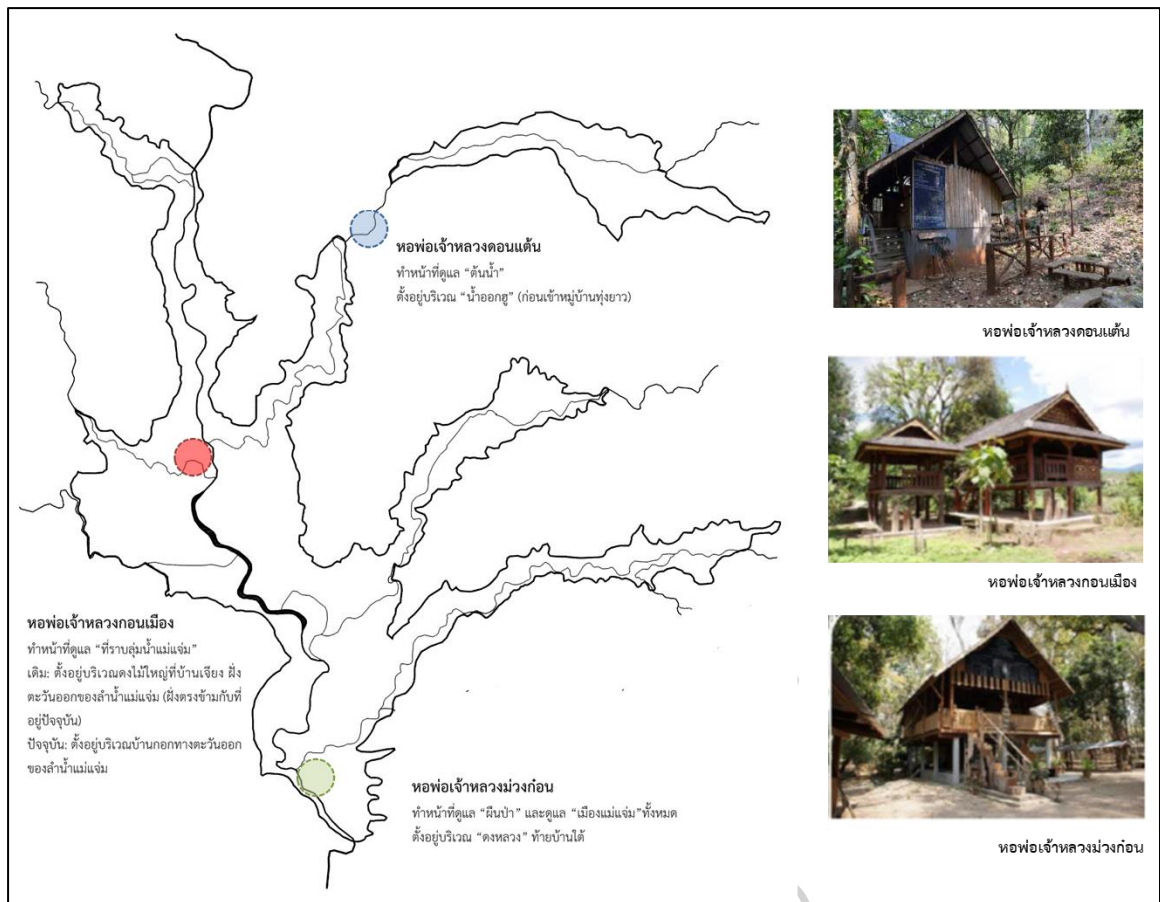 หอพ่อเจ้าหลวงดอนแต้น
ทำหน้าที่ดูแล “ต้นน้ำ”
ตั้งอยู่บริเวณ “น้ำออกฮู” (ก่อนเข้าหมู่บ้านทุ่งยาว)
หอพ่อเจ้าหลวงกอนเมือง
ทำหน้าที่ดูแล “ที่ราบลุ่มน้ำแม่แจ่ม”
เดิม: ตั้งอยู่บริเวณดงไม้ใหญ่ที่บ้านเจียง ฝั่ง
ตะวันออกของลำน้ำแม่แจ่ม (ฝั่งตรงข้ามกับที่
อยู่ปัจจุบัน)
ปัจจุบัน: ตั้งอยู่บริเวณบ้านกอกทางตะวันออก
ของลำน้ำแม่แจ่ม
หอพ่อเจ้าหลวงม่วงก๋อน
ทำหน้าที่ดูแล “ผืนป่า” และดูแล “เมืองแม่แจ่ม”ทั้งหมด
ตั้งอยู่บริเวณ “ดงหลวง” ท้ายบ้านใต้
หอพ่อเจ้าหลวงดอนแต้น
หอพ่อเจ้าหลวงกอนเมือง
หอพ่อเจ้าหลวงม่วงก๋อน